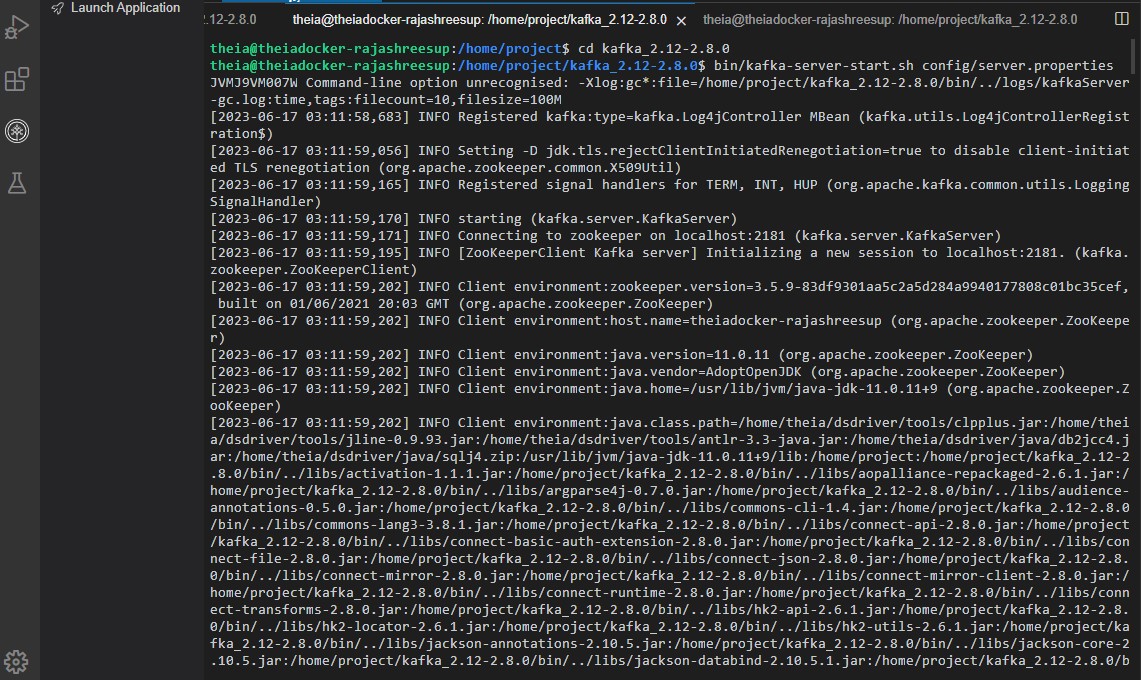 Launch Application
2.12-2.8.0
theia@theiadocker-rajashreesup: /home/project/kafka_2.12-2.8.0
theia@theiadocker-rajashreesup: /home/project/kafka_2.12-2.8.0
theia@theiadocker-rajashreesup:/home/project$ cd kafka_2.12-2.8.0
theia@theiadocker-rajashreesup:/home/project/kafka_2.12-2.8.0$ bin/kafka-server-start.sh config/server.properties
JVMJ9VM007W Command-line option unrecognised: -Xlog:gc*:file=/home/project/kafka_2.12-2.8.0/bin/../logs/kafkaServer
-gc.log:time,tags:filecount=10,filesize=100M
[2023-06-17 03:11:58,683] INFO Registered kafka:type=kafka.Log4jController MBean (kafka.utils.Log4jControllerRegist
ration$)
[2023-06-17 03:11:59,056] INFO Setting -D jdk.tls.rejectClientInitiatedRenegotiation=true to disable client-initiat
ed TLS renegotiation (org.apache.zookeeper.common.X509Util)
[2023-06-17 03:11:59,165] INFO Registered signal handlers for TERM, INT, HUP (org.apache.kafka.common.utils.Logging
SignalHandler)
[2023-06-17 03:11:59,170] INFO starting (kafka.server.KafkaServer)
[2023-06-17 03:11:59,171] INFO Connecting to zookeeper on localhost:2181 (kafka.server.KafkaServer)
[2023-06-17 03:11:59,195] INFO [ZooKeeperClient Kafka server] Initializing a new session to localhost:2181. (kafka.
zookeeper.ZooKeeperClient)
[2023-06-17 03:11:59,202] INFO Client environment:zookeeper.version=3.5.9-83df9301aa5c2a5d284a9940177808c01bc35cef,
built on 01/06/2021 20:03 GMT (org.apache.zookeeper.ZooKeeper)
[2023-06-17 03:11:59,202] INFO Client environment:host.name=theiadocker-rajashreesup (org.apache.zookeeper.ZooKeepe
r)
[2023-06-17 03:11:59,202] INFO Client environment:java.version=11.0.11 (org.apache.zookeeper.ZooKeeper)
[2023-06-17 03:11:59,202] INFO Client environment:java.vendor=AdoptOpenJDK (org.apache.zookeeper.ZooKeeper)
[2023-06-17 03:11:59,202] INFO Client environment:java.home=/usr/lib/jvm/java-jdk-11.0.11+9 (org.apache.zookeeper.Z
ooKeeper)
[2023-06-17 03:11:59,202] INFO Client environment:java.class.path=/home/theia/dsdriver/tools/clpplus.jar:/home/thei
a/dsdriver/tools/jline-0.9.93.jar:/home/theia/dsdriver/tools/antlr-3.3-java.jar:/home/theia/dsdriver/java/db2jcc4.j
ar:/home/theia/dsdriver/java/sqlj4.zip:/usr/lib/jvm/java-jdk-11.0.11+9/lib:/home/project:/home/project/kafka_2.12-2
.8.0/bin/../libs/activation-1.1.1.jar:/home/project/kafka_2.12-2.8.0/bin/../libs/aopalliance-repackaged-2.6.1.jar:/
home/project/kafka_2.12-2.8.0/bin/../libs/argparse4j-0.7.0.jar:/home/project/kafka_2.12-2.8.0/bin/../libs/audience-
annotations-0.5.0.jar:/home/project/kafka_2.12-2.8.0/bin/../libs/commons-cli-1.4.jar:/home/project/kafka_2.12-2.8.0
/bin/../libs/commons-lang3-3.8.1.jar:/home/project/kafka_2.12-2.8.0/bin/../libs/connect-api-2.8.0.jar:/home/project
/kafka_2.12-2.8.0/bin/../libs/connect-basic-auth-extension-2.8.0.jar:/home/project/kafka_2.12-2.8.0/bin/../libs/con
nect-file-2.8.0.jar:/home/project/kafka_2.12-2.8.0/bin/../libs/connect-json-2.8.0.jar:/home/project/kafka_2.12-2.8.
0/bin/../libs/connect-mirror-2.8.0.jar:/home/project/kafka_2.12-2.8.0/bin/../libs/connect-mirror-client-2.8.0.jar:/
home/project/kafka_2.12-2.8.0/bin/../libs/connect-runtime-2.8.0.jar:/home/project/kafka_2.12-2.8.0/bin/../libs/conn
ect-transforms-2.8.0.jar:/home/project/kafka_2.12-2.8.0/bin/../libs/hk2-api-2.6.1.jar:/home/project/kafka_2.12-2.8.
0/bin/../libs/hk2-locator-2.6.1.jar:/home/project/kafka_2.12-2.8.0/bin/../libs/hk2-utils-2.6.1.jar:/home/project/ka
fka_2.12-2.8.0/bin/../libs/jackson-annotations-2.10.5.jar:/home/project/kafka_2.12-2.8.0/bin/../libs/jackson-core-2
.10.5.jar:/home/project/kafka_2.12-2.8.0/bin/../libs/jackson-databind-2.10.5.1.jar:/home/project/kafka_2.12-2.8.0/b